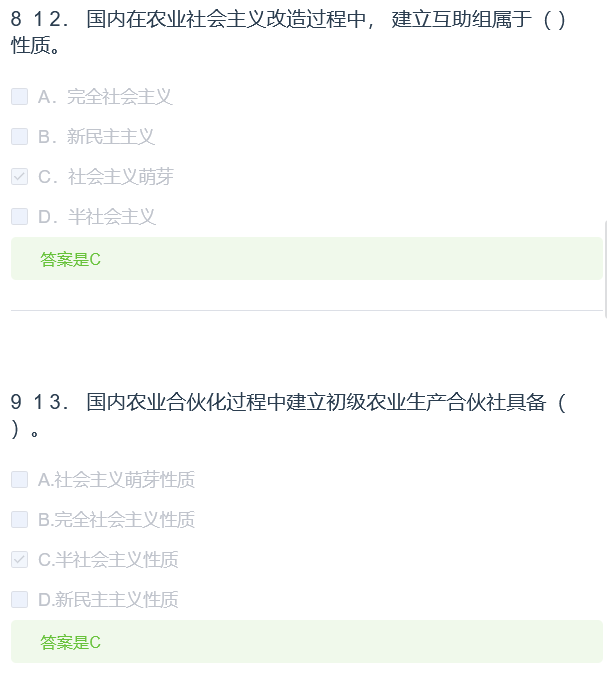 8 12. 国内在农业社会主义改造过程中， 建立互助组属于（）
性质。
A. 完全社会主义
B. 新民主主义
C. 社会主义萌芽
D. 半社会主义
答案是C
9 13. 国内农业合伙化过程中建立初级农业生产合伙社具备（
）。
A.社会主义萌芽性质
B.完全社会主义性质
C.半社会主义性质
D.新民主主义性质
答案是C